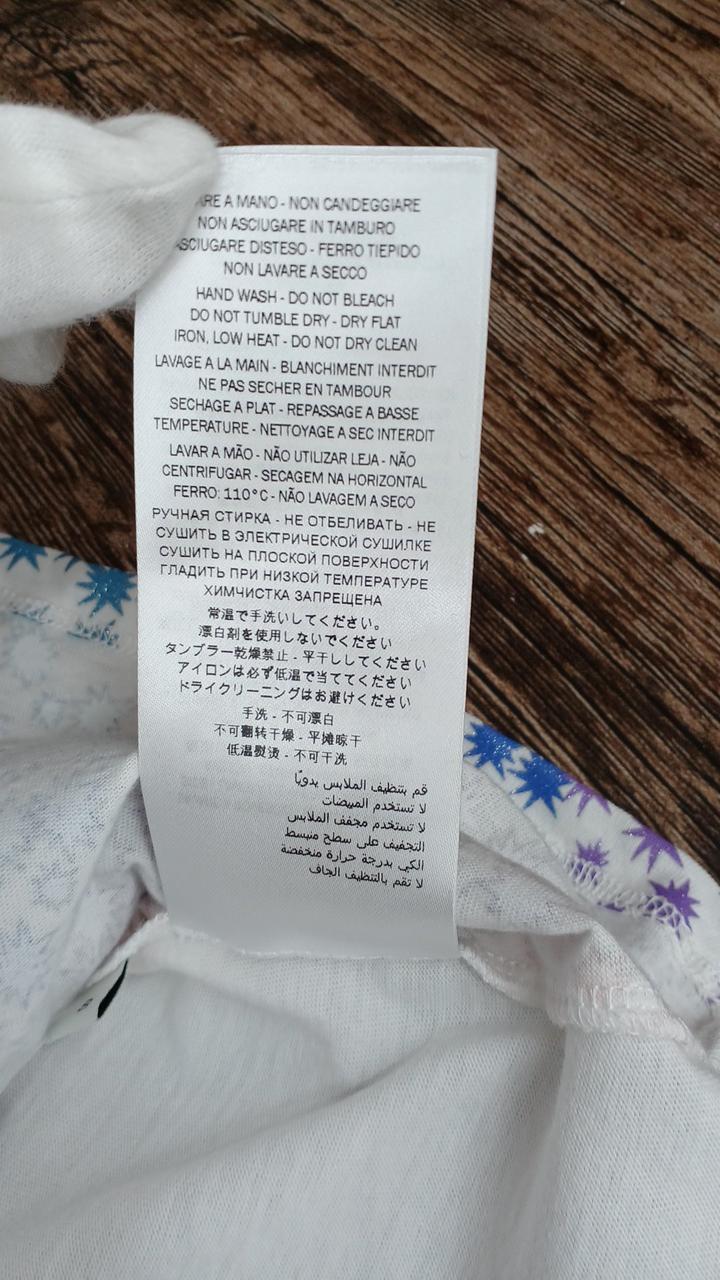 ARE A MANO - NON CANDEGGIARE
NON ASCIUGARE IN TAMBURO
ASCIUGARE DISTESO - FERRO TIEPIDO
NON LAVARE A SECCO
HAND WASH - DO NOT BLEACH
DO NOT TUMBLE DRY - DRY FLAT
IRON, LOW HEAT - DO NOT DRY CLEAN
LAVAGE A LA MAIN - BLANCHIMENT INTERDIT
NE PAS SECHER EN TAMBOUR
SECHAGE A PLAT - REPASSAGE A BASSE
TEMPERATURE - NETTOYAGE A SEC INTERDIT
LAVAR A MÃO - NÃO UTILIZAR LEJA - NÃO
CENTRIFUGAR - SECAGEM NA HORIZONTAL
FERRO: 110°C - NÃO LAVAGEM A SECO
РУЧНАЯ СТИРКА - НЕ ОТБЕЛИВАТЬ - НЕ
СУШИТЬ В ЭЛЕКТРИЧЕСКОЙ СУШИЛКЕ
СУШИТЬ НА ПЛОСКОЙ ПОВЕРХНОСТИ
ГЛАДИТЬ ПРИ НИЗКОЙ ТЕМПЕРАТУРЕ
ХИМЧИСТКА ЗАПРЕЩЕНА
常温で手洗いしてください。
漂白剤を使用しないでください
タンブラー乾燥禁止 - 平干ししてください
アイロンは必ず低温で当ててください
ドライクリーニングはお避けください
手洗 - 不可漂白
不可翻转干燥 - 平摊晾干
低温熨烫 - 不可干洗
قم بتنظيف الملابس يدويًا
لا تستخدم المبيضات
لا تستخدم مجفف الملابس
التجفيف على سطح منبسط
الكي بدرجة حرارة منخفضة
لا تقم بالتنظيف الجاف